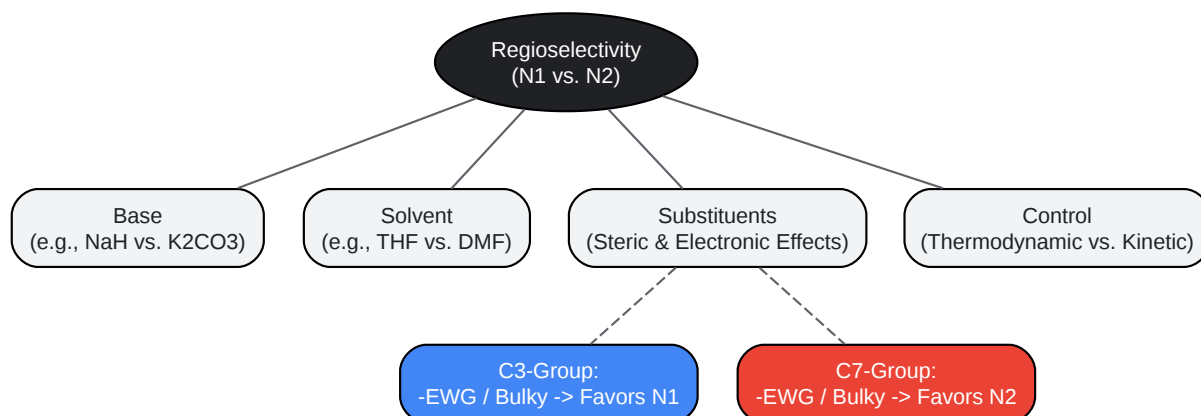 Regioselectivity
(N1 vs. N2)
Base
(e.g., NaH vs. K2CO3)
Solvent
(e.g., THF vs. DMF)
Substituents
(Steric & Electronic Effects)
Control
(Thermodynamic vs. Kinetic)
C3-Group:
-EWG / Bulky -> Favors N1
C7-Group:
-EWG / Bulky -> Favors N2